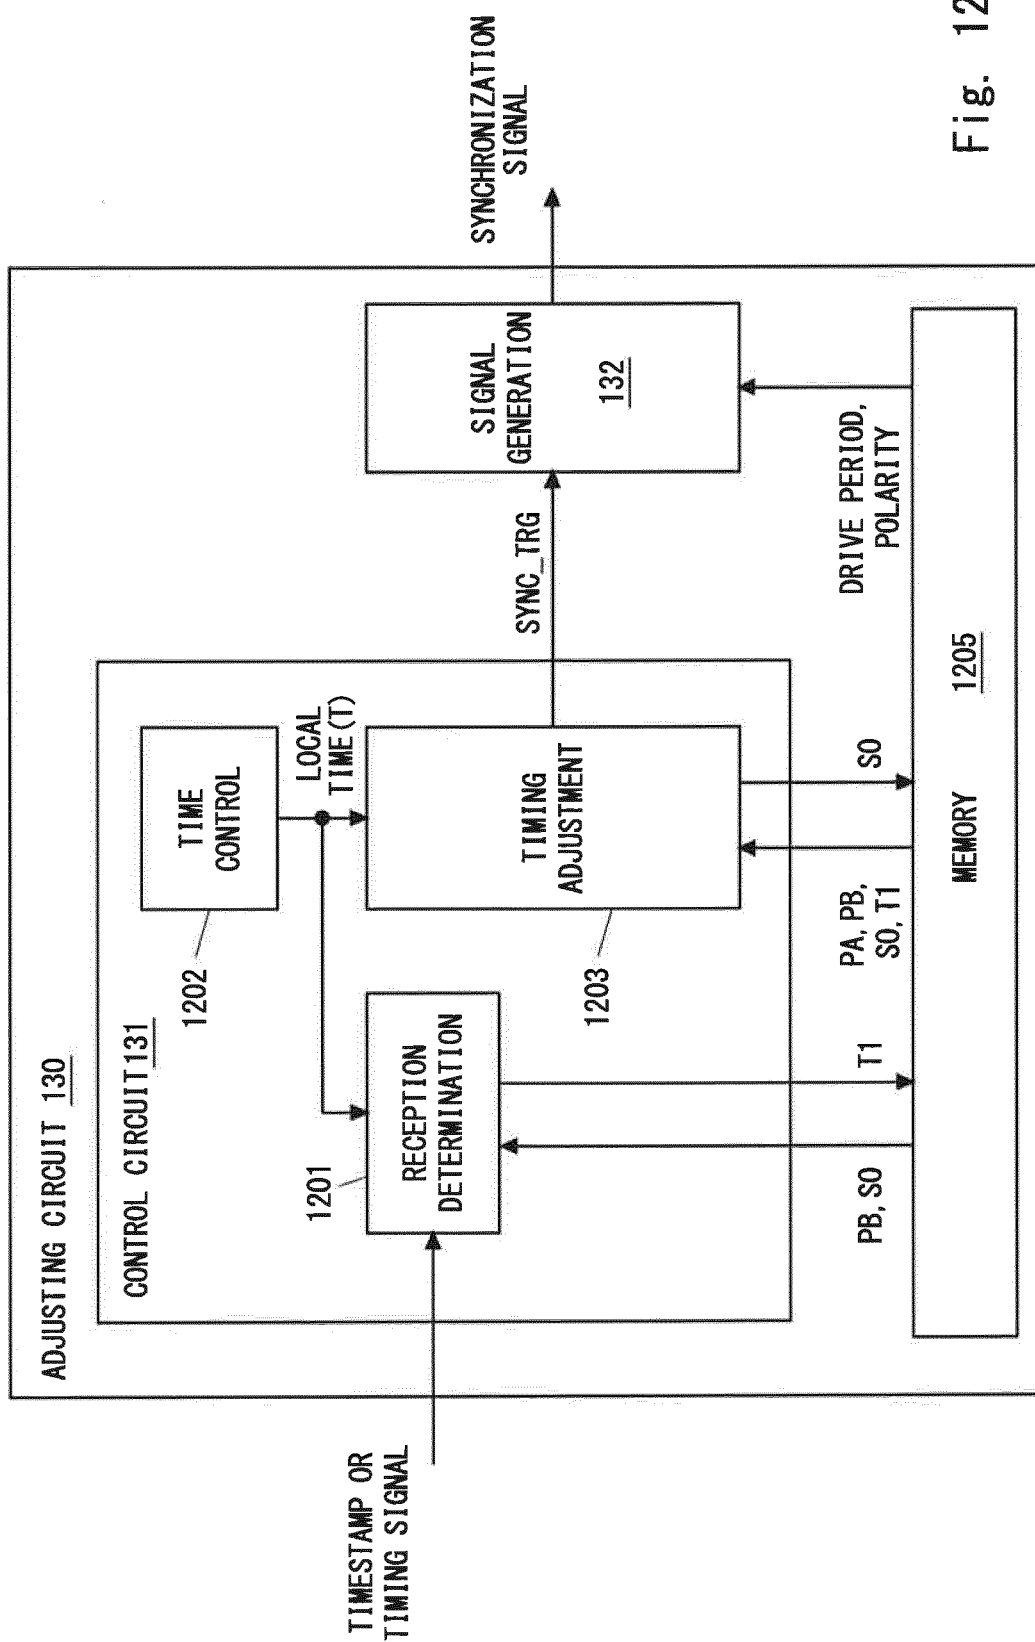 ADJUSTING CIRCUIT 130
CONTROL CIRCUIT131
1202
TIME
CONTROL
LOCAL
TIME(T)
1201
RECEPTION
DETERMINATION
1203
TIMING
ADJUSTMENT
TIMESTAMP OR
TIMING SIGNAL
SYNC_TRG
SIGNAL
GENERATION
132
SYNCHRONIZATION
SIGNAL
PB, SO
T1
PA, PB,
SO, T1
SO
DRIVE PERIOD,
POLARITY
MEMORY
1205
Fig. 12